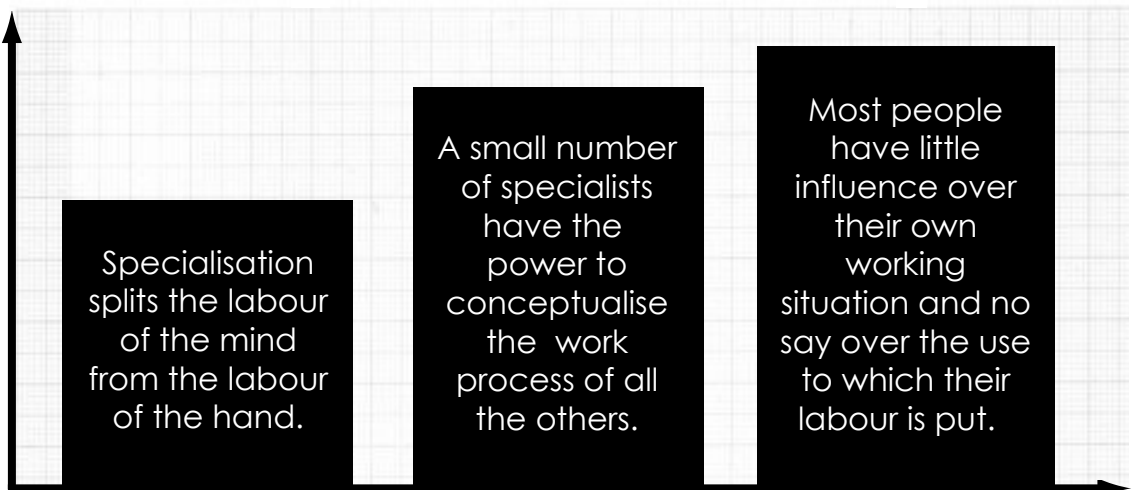 Specialisation
splits the labour
of the mind
from the labour
of the hand.
A small number
of specialists
have the
power to
conceptualise
the work
process of all
the others.
Most people
have little
influence over
their own
working
situation and no
say over the use
to which their
labour is put.